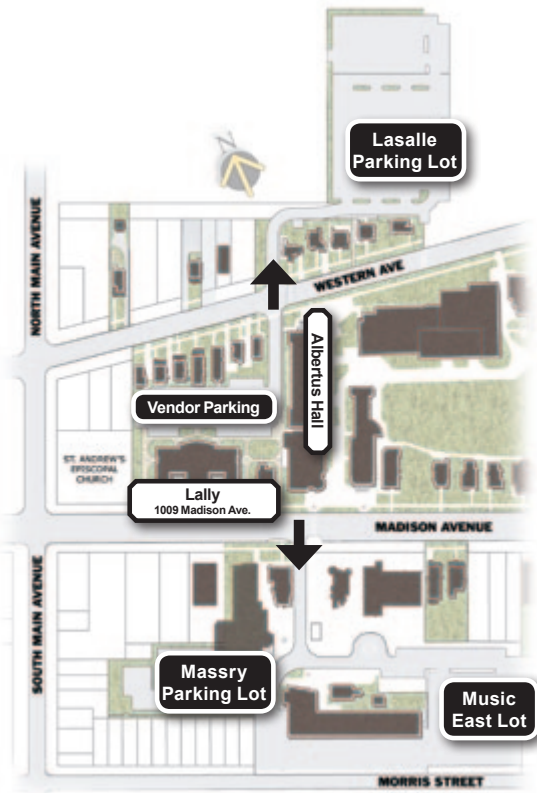 N
Lasalle
Parking Lot
NORTH MAIN AVENUE
WESTERN AVE
Albertus Hall
Vendor Parking
ST. ANDREW'S
EPISCOPAL
CHURCH
Lally
1009 Madison Ave.
MADISON AVENUE
SOUTH MAIN AVENUE
Massry
Parking Lot
Music
East Lot
MORRIS STREET